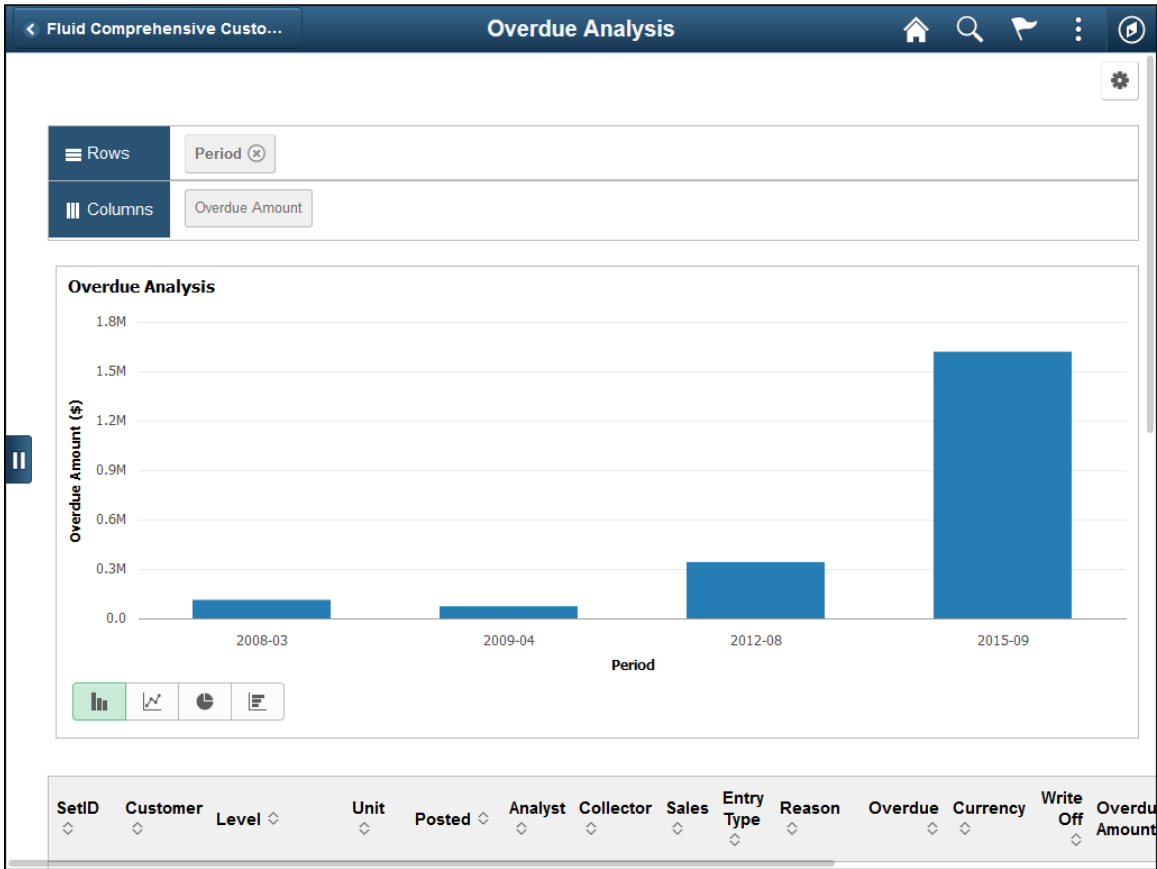 Fluid Comprehensive Custo...
Overdue Analysis
Rows
Period
Columns
Overdue Amount
Overdue Analysis
1.8M
1.5M
1.2M
0.9M
0.6M
0.3M
0.0
Overdue Amount ($)
2008-03 2009-04 2012-08 2015-09
Period
SetID Customer Level Unit Posted Analyst Collector Sales Entry Type Reason Overdue Currency Write Off Overdu Amount